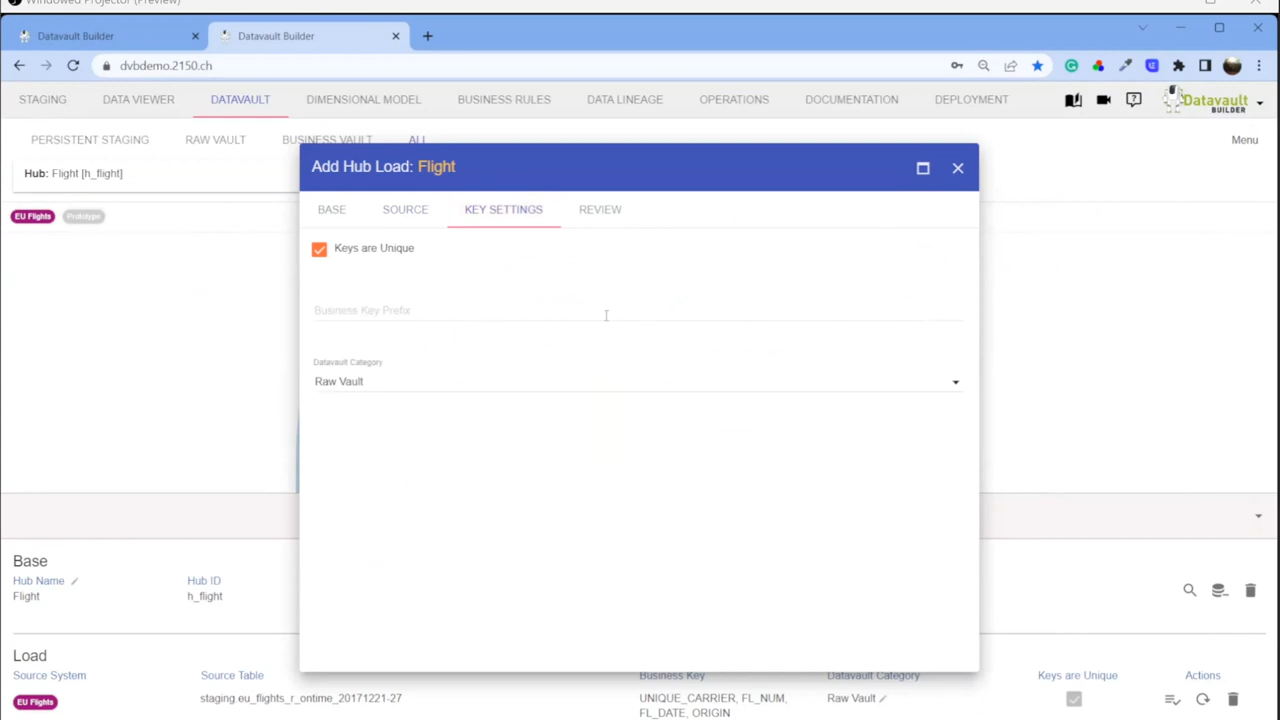 Windowed Projector (Preview)
Datavault Builder
Datavault Builder
dvbdemo.2150.ch
STAGING DATA VIEWER DATAVAULT DIMENSIONAL MODEL BUSINESS RULES DATA LINEAGE OPERATIONS DOCUMENTATION DEPLOYMENT
Datavault
BUILDER
PERSISTENT STAGING RAW VAULT BUSINESS VAULT ALL Menu
Hub: Flight [h_flight]
EU Flights Prototype
Add Hub Load: Flight
BASE SOURCE KEY SETTINGS REVIEW
Keys are Unique
Business Key Prefix
Datavault Category
Raw Vault
Base
Hub Name Hub ID
Flight h_flight
Load
Source System Source Table Business Key Datavault Category Keys are Unique Actions
EU Flights staging eu_flights_r_ontime_20171221-27 UNIQUE_CARRIER, FL_NUM, Raw Vault
FL_DATE, ORIGIN